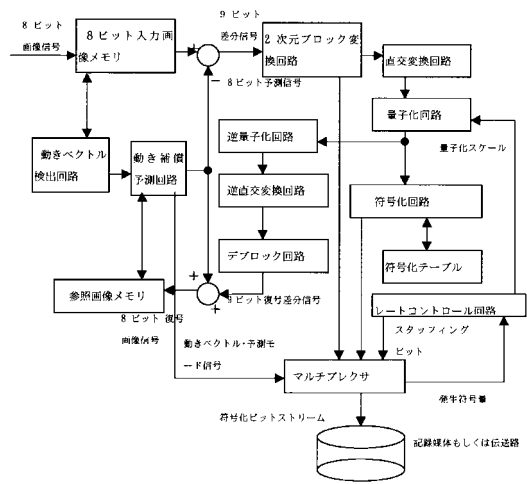 8 ビット
画像信号
8ビット入力画
像メモリ
9 ビット
差分信号
8ビット予測信号
2 次元ブロック変
換回路
直交変換回路
量子化回路
量子化スケール
動きベクトル
検出回路
動き補償
予測回路
逆量子化回路
逆直交変換回路
デブロック回路
符号化回路
符号化テーブル
参照画像メモリ
8 ビット 復号
画像信号
9ビット復号差分信号
レートコントロール回路
スタッフィング
ビット
動きベクトル・予測モ
ード信号
マルチプレクサ
発生符号量
符号化ビットストリーム
記録媒体もしくは伝送路